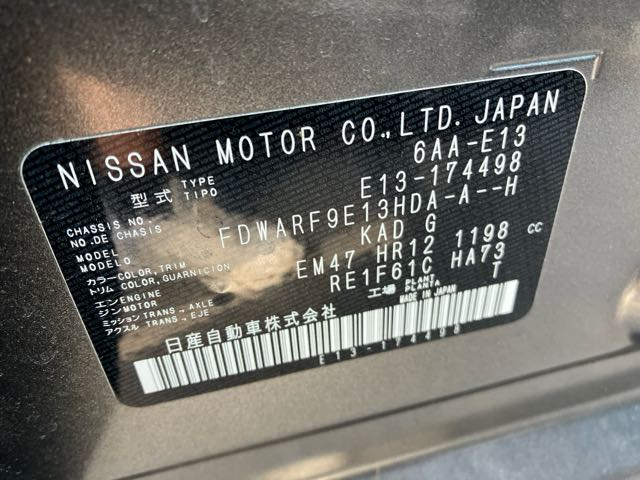 NISSAN MOTOR CO.,LTD. JAPAN
型式 TYPE TIPO 6AA-E13
CHASSIS NO. NO.DE CHASIS E13-174498
MODEL MODELO FDWARF9E13HDA-A--H
カラー トリム COLOR,TRIM COLOR,GUARNICION KAD G
エンジン ENGINE MOTOR EM47 HR12 1198 cc
ミッション アクスル TRANS.→AXLE TRANS.→EJE RE1F61C HA73
工場 PLANT PLANTA T
日産自動車株式会社 MADE IN JAPAN
E13-174498